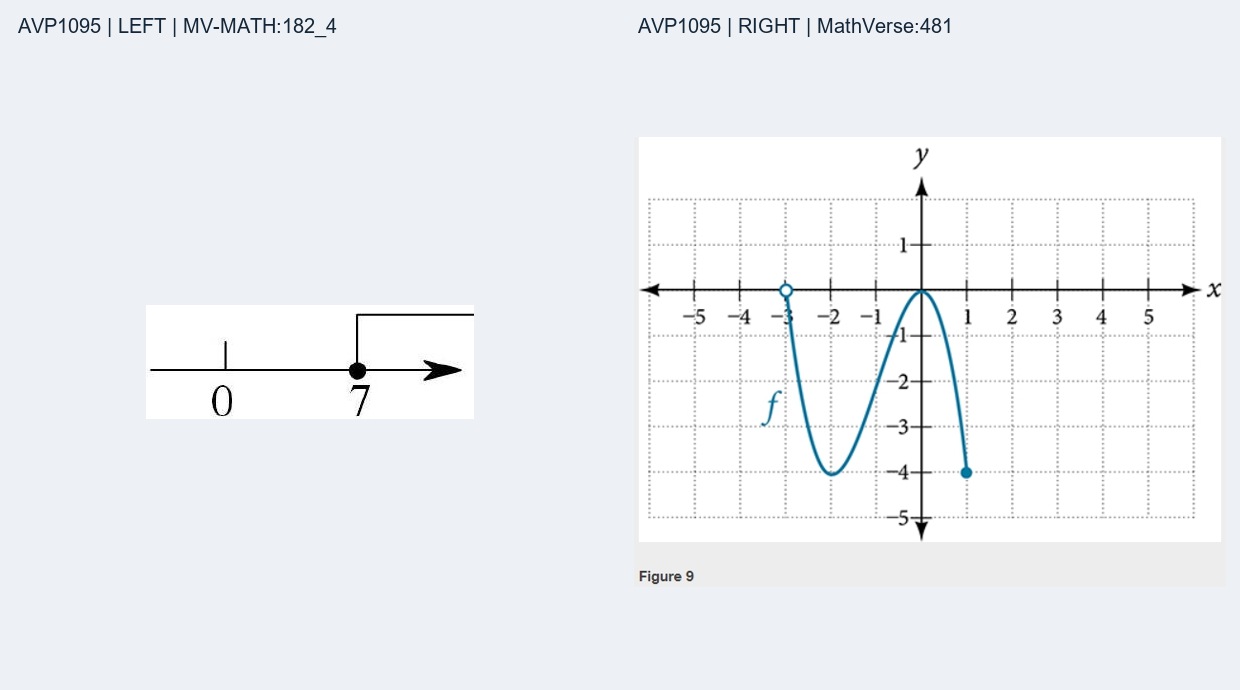 AVP1095 | LEFT | MV-MATH:182_4
AVP1095 | RIGHT | MathVerse:481
0 7
y
1
x
−5 −4 −3 −2 −1 1 2 3 4 5
−1
−2
f
−3
−4
−5
Figure 9